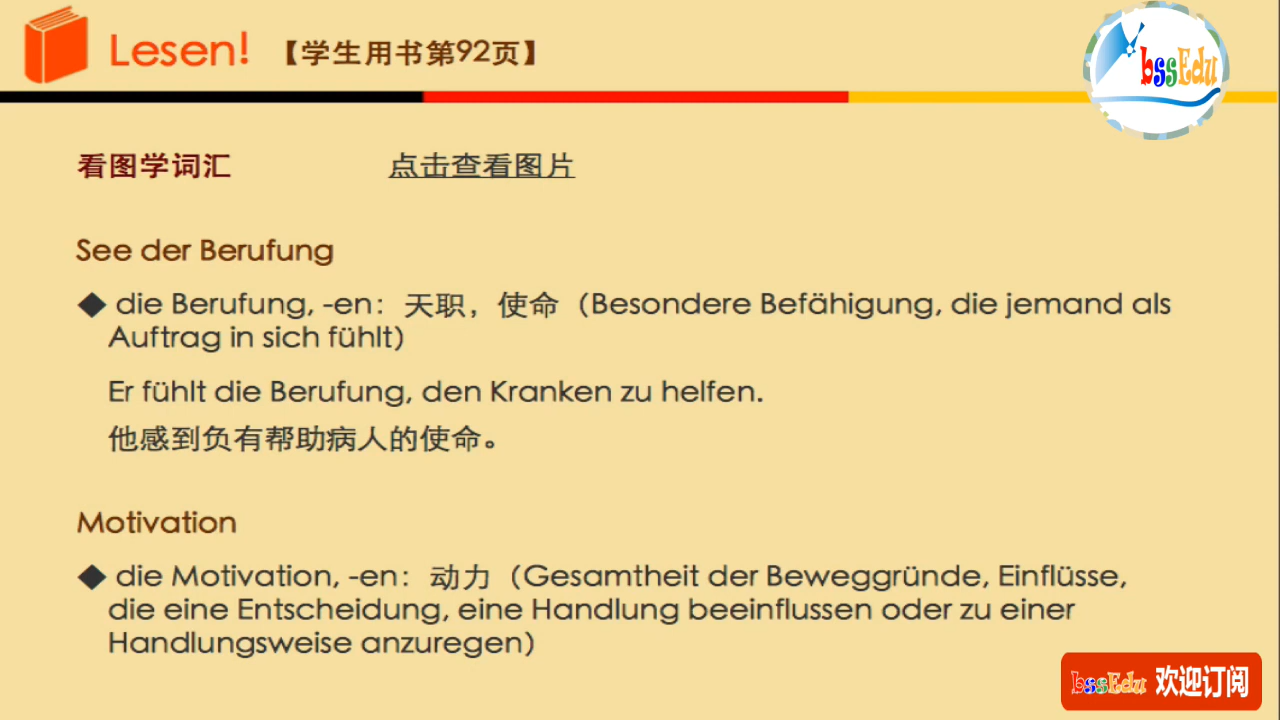 Lesen! 【学生用书第92页】
bssEdu
看图学词汇 点击查看图片
See der Berufung
◆ die Berufung, -en：天职，使命（Besondere Befähigung, die jemand als
Auftrag in sich fühlt）
Er fühlt die Berufung, den Kranken zu helfen.
他感到负有帮助病人的使命。
Motivation
◆ die Motivation, -en：动力（Gesamtheit der Beweggründe, Einflüsse,
die eine Entscheidung, eine Handlung beeinflussen oder zu einer
Handlungsweise anzuregen）
bssEdu 欢迎订阅